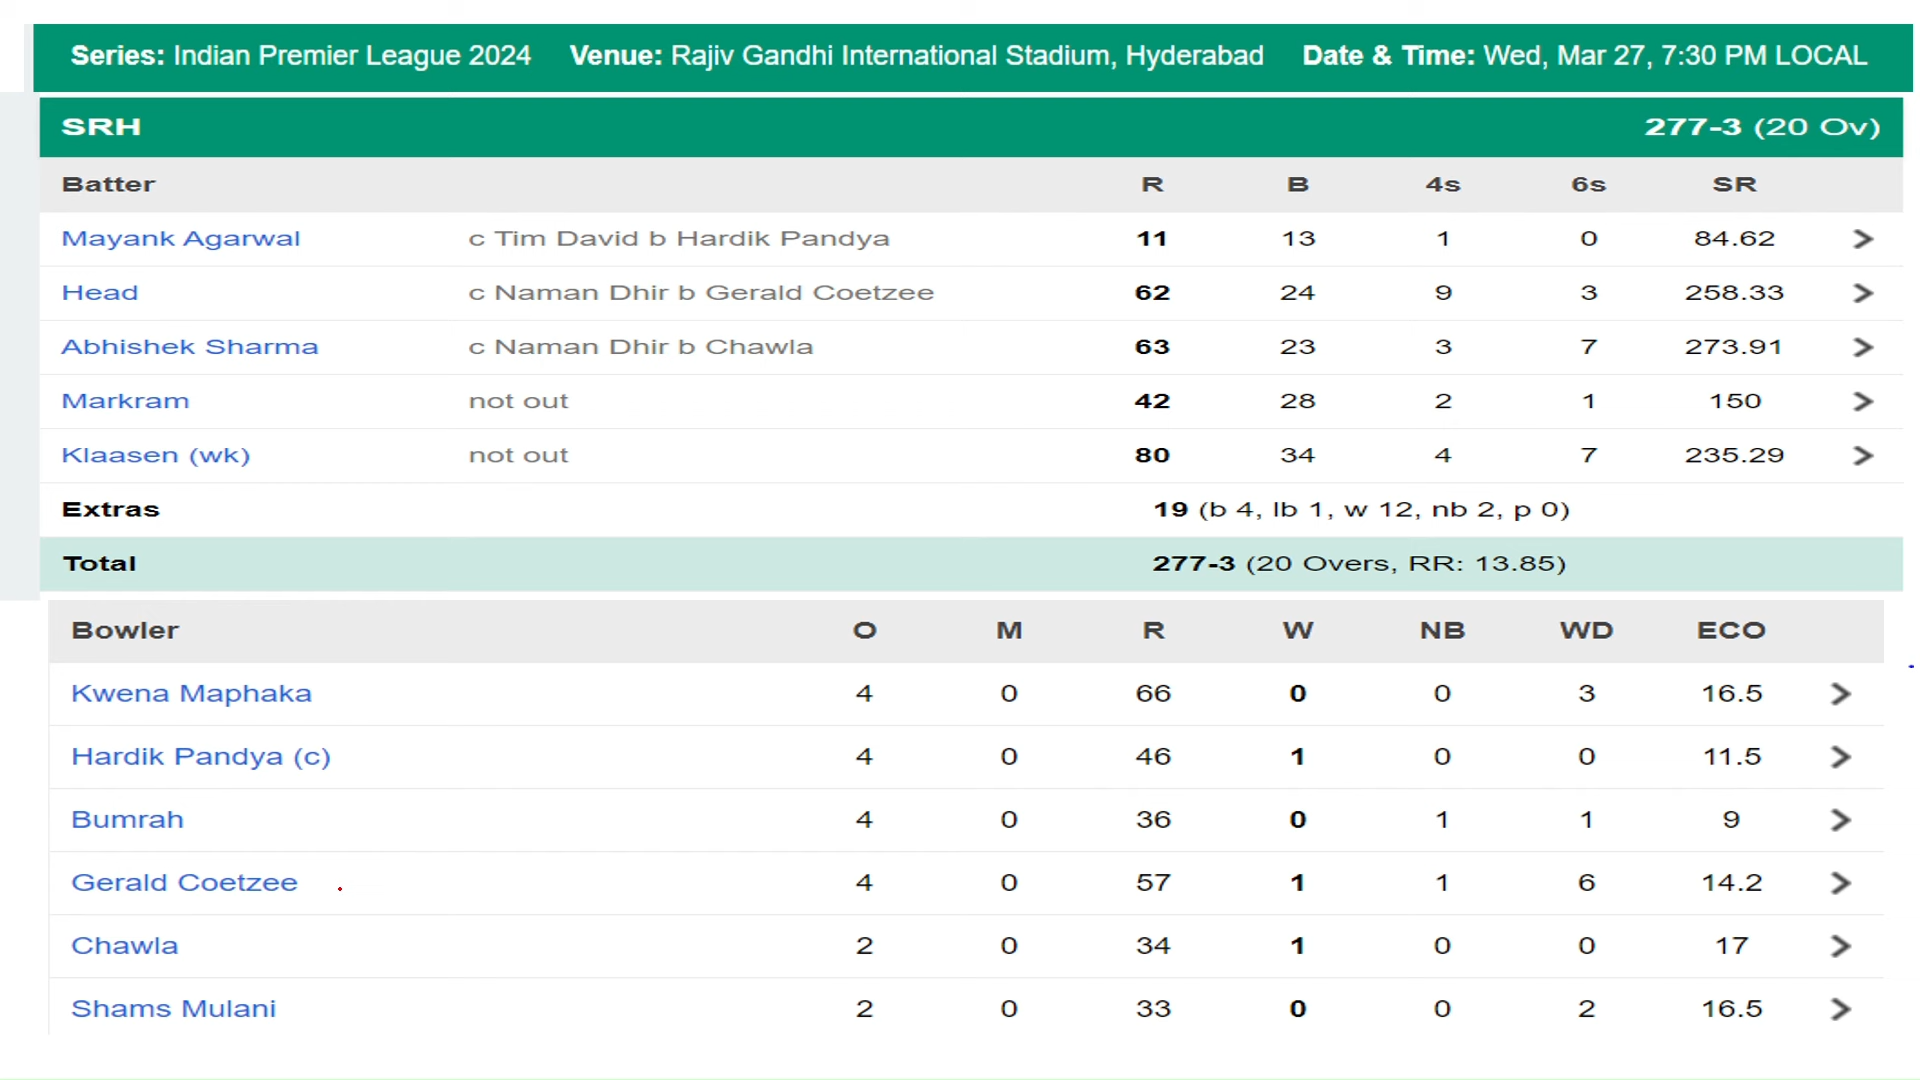 Series: Indian Premier League 2024 Venue: Rajiv Gandhi International Stadium, Hyderabad Date & Time: Wed, Mar 27, 7:30 PM LOCAL
SRH 277-3 (20 Ov)
Batter R B 4s 6s SR
Mayank Agarwal c Tim David b Hardik Pandya 11 13 1 0 84.62
Head c Naman Dhir b Gerald Coetzee 62 24 9 3 258.33
Abhishek Sharma c Naman Dhir b Chawla 63 23 3 7 273.91
Markram not out 42 28 2 1 150
Klaasen (wk) not out 80 34 4 7 235.29
Extras 19 (b 4, lb 1, w 12, nb 2, p 0)
Total 277-3 (20 Overs, RR: 13.85)
Bowler O M R W NB WD ECO
Kwena Maphaka 4 0 66 0 0 3 16.5
Hardik Pandya (c) 4 0 46 1 0 0 11.5
Bumrah 4 0 36 0 1 1 9
Gerald Coetzee 4 0 57 1 1 6 14.2
Chawla 2 0 34 1 0 0 17
Shams Mulani 2 0 33 0 0 2 16.5